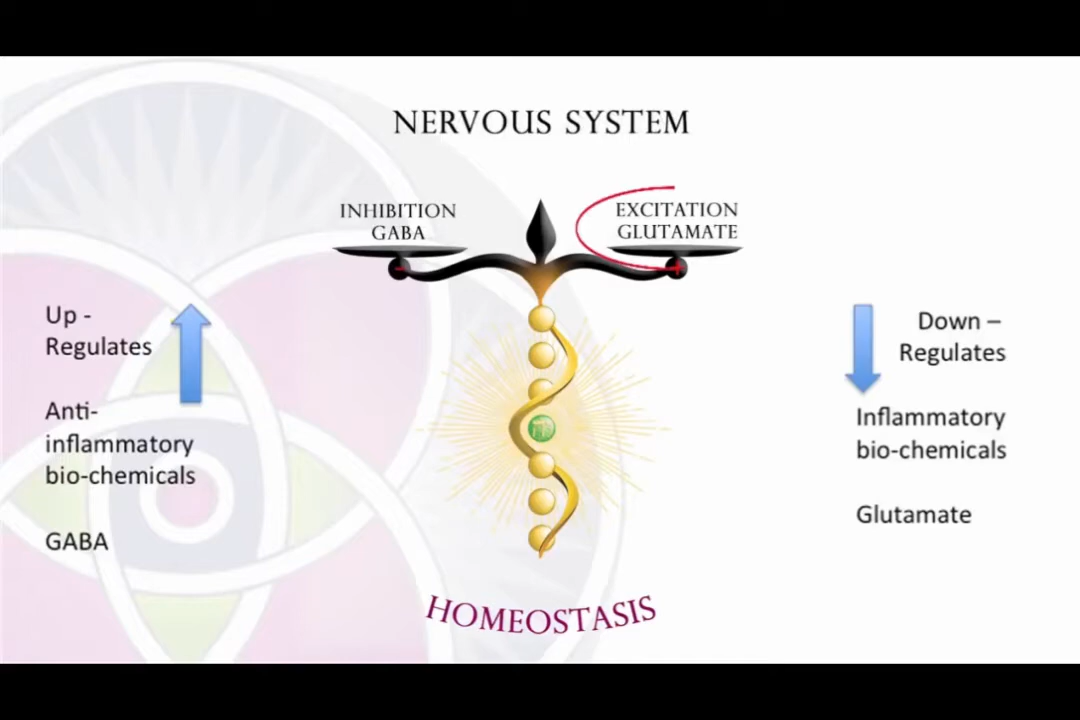 NERVOUS SYSTEM
INHIBITION
GABA
EXCITATION
GLUTAMATE
Up -
Regulates
Anti-
inflammatory
bio-chemicals
GABA
Down –
Regulates
Inflammatory
bio-chemicals
Glutamate
HOMEOSTASIS